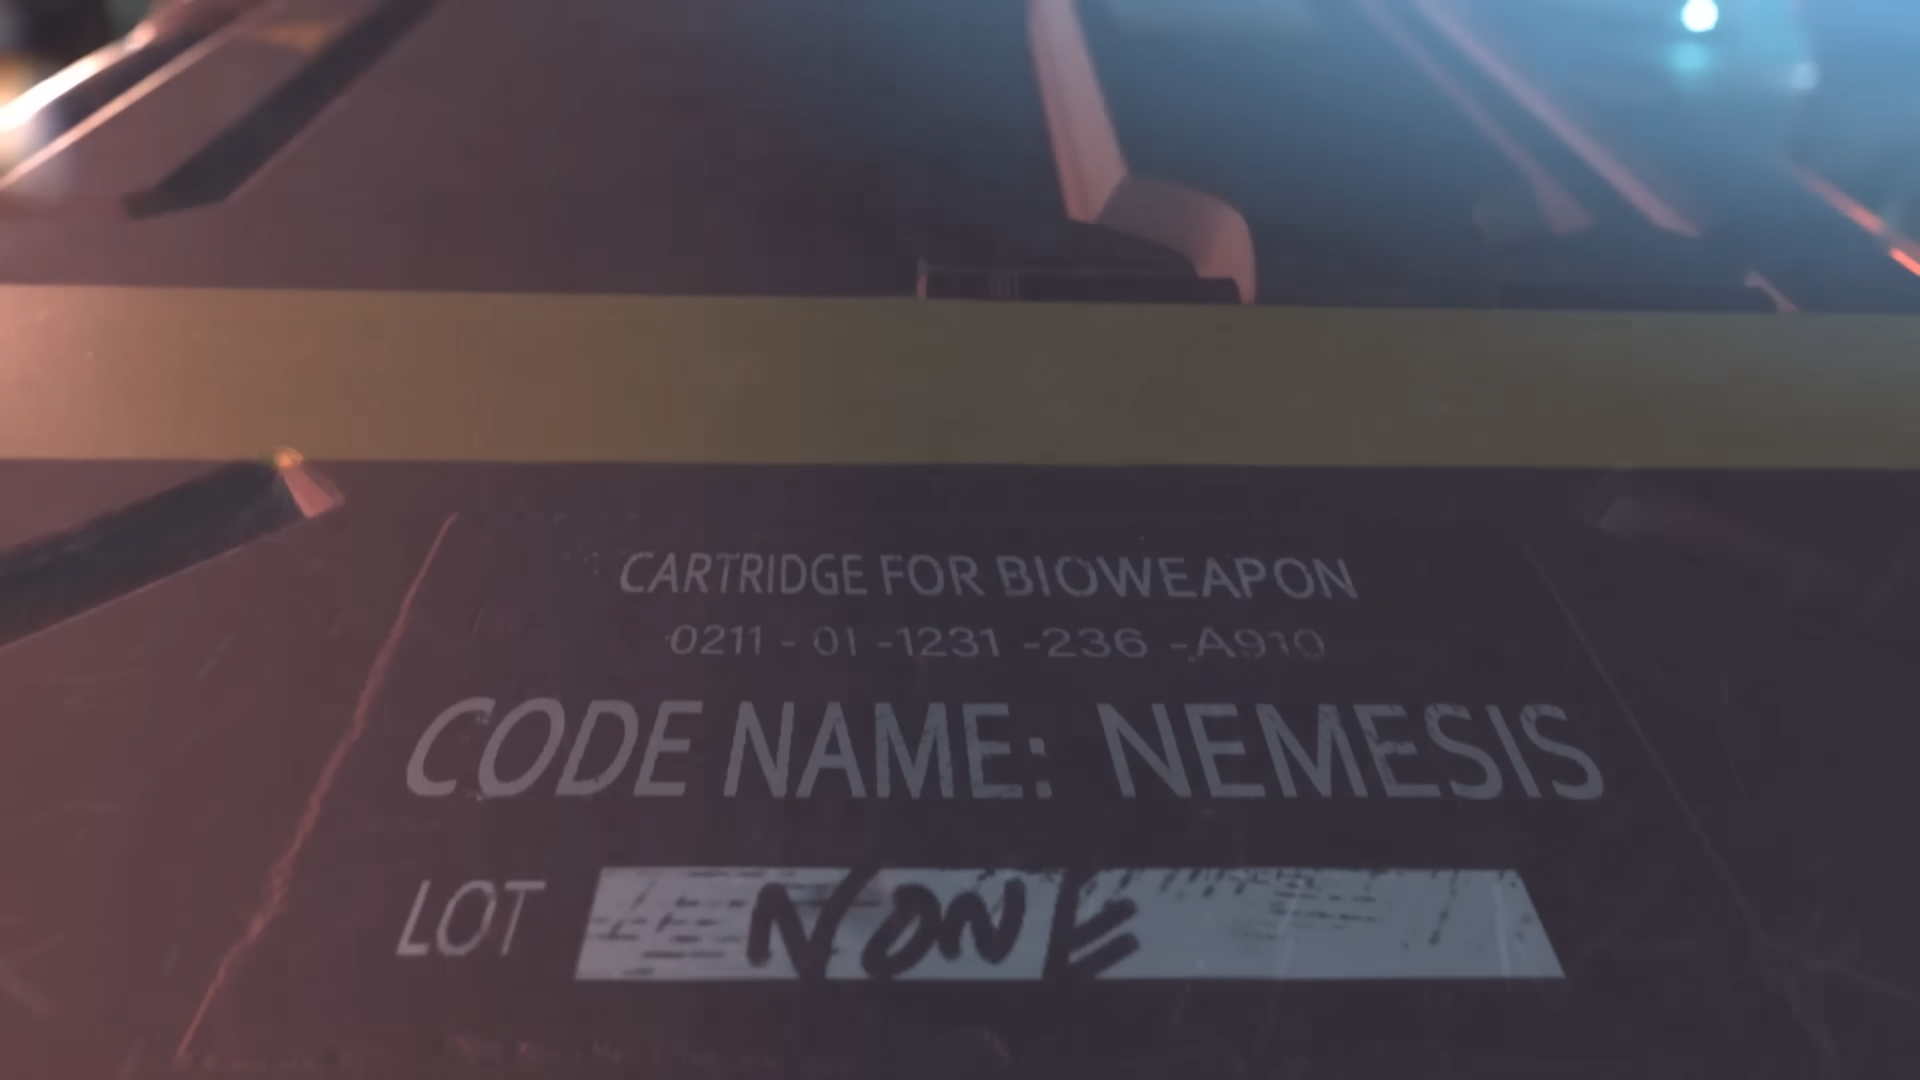 CARTRIDGE FOR BIOWEAPON
0211 - 01 -1231 -236 -A910
CODE NAME: NEMESIS
LOT NONE